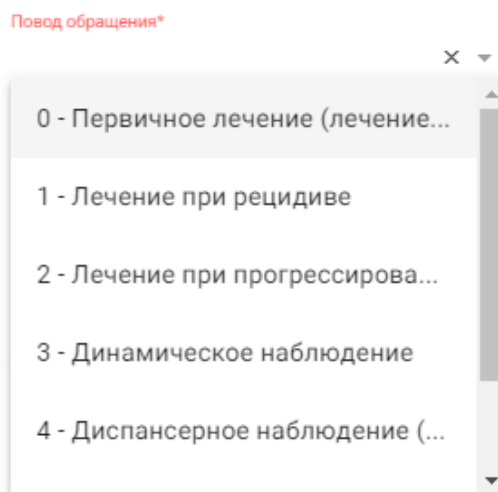 Повод обращения*
0 - Первичное лечение (лечение...
1 - Лечение при рецидиве
2 - Лечение при прогрессирова...
3 - Динамическое наблюдение
4 - Диспансерное наблюдение (...